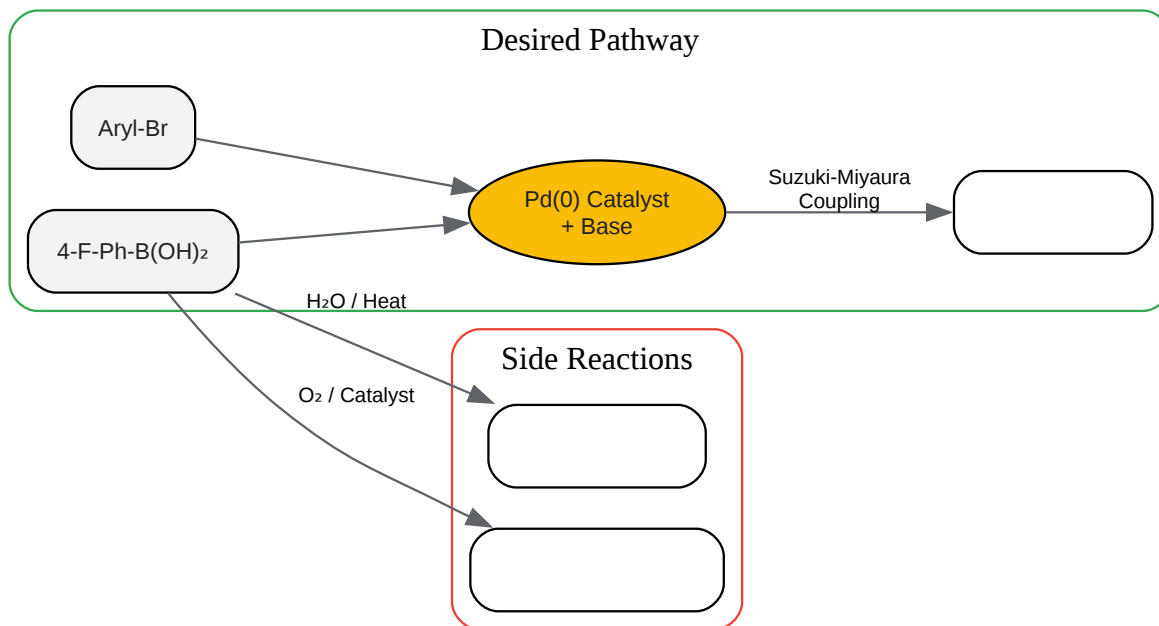 Desired Pathway
Aryl-Br
4-F-Ph-B(OH)₂
Pd(0) Catalyst
+ Base
Suzuki-Miyaura
Coupling
H₂O / Heat
O₂ / Catalyst
Side Reactions